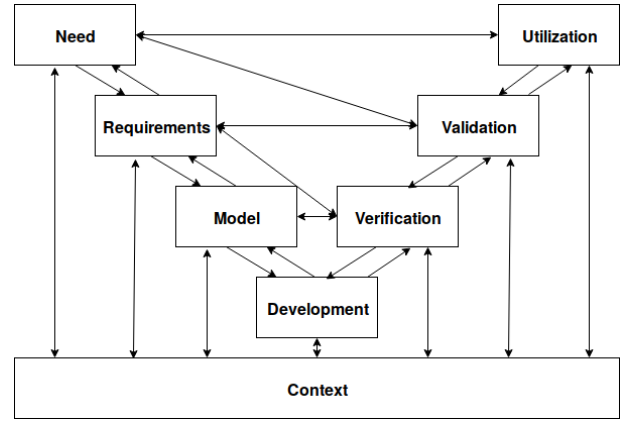 Need
Utilization
Requirements
Validation
Model
Verification
Development
Context